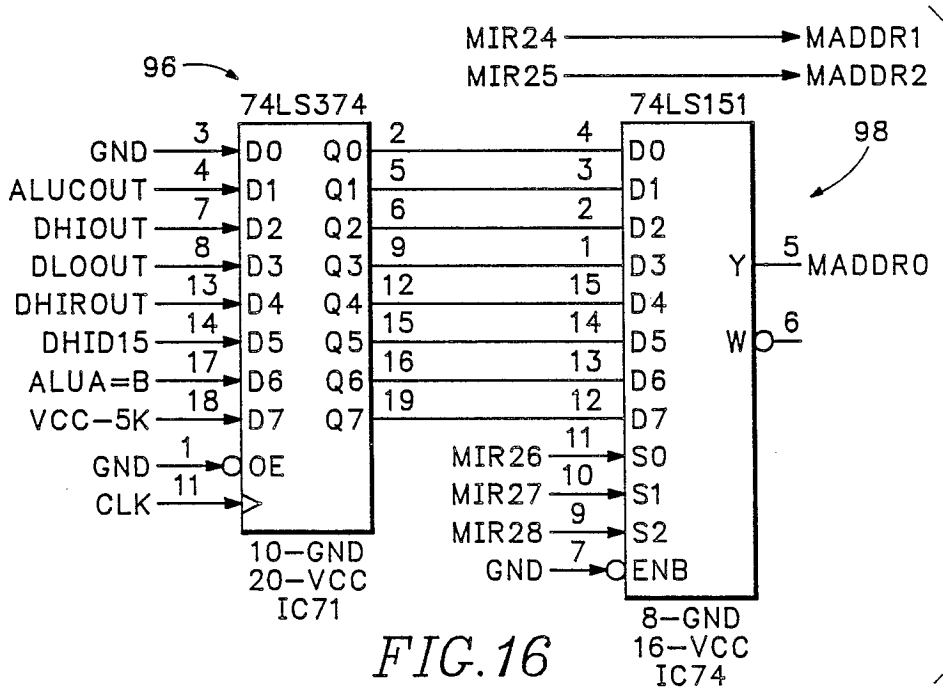 MIR24 MADDR1
MIR25 MADDR2
96
74LS374 74LS151
98
GND 3 D0 Q0 2 4 D0
ALUCOUT 4 D1 Q1 5 3 D1
DHIOUT 7 D2 Q2 6 2 D2
DLOOUT 8 D3 Q3 9 1 D3 Y 5 MADDR0
DHIROUT 13 D4 Q4 12 15 D4
DHID15 14 D5 Q5 15 14 D5 W 6
ALUA=B 17 D6 Q6 16 13 D6
VCC-5K 18 D7 Q7 19 12 D7
GND 1 OE MIR26 11 S0
CLK 11 MIR27 10 S1
MIR28 9 S2
GND 7 ENB
10-GND
20-VCC
IC71
8-GND
16-VCC
IC74
FIG.16